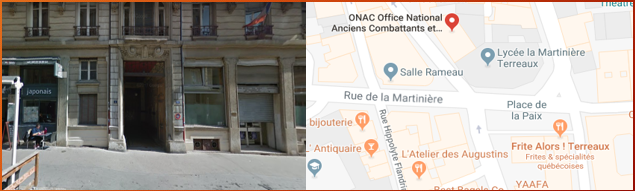 japonais
Théâtre
ONAC Office National
Anciens Combattants et...
Lycée la Martinière
Terreaux
Salle Rameau
Rue de la Martinière
Place de
la Paix
bijouterie
Rue Hippolyte Flandrin
Frite Alors ! Terreaux
Frites & spécialités
québécoises
Antiquaire
L'Atelier des Augustins
YAAFA